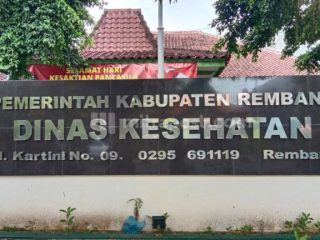 SELAMAT HARI
KESAKTIAN PANCASILA
PEMERINTAH KABUPATEN REMBAN
DINAS KESEHATAN
l. Kartini No. 09. 0295 691119 Remba